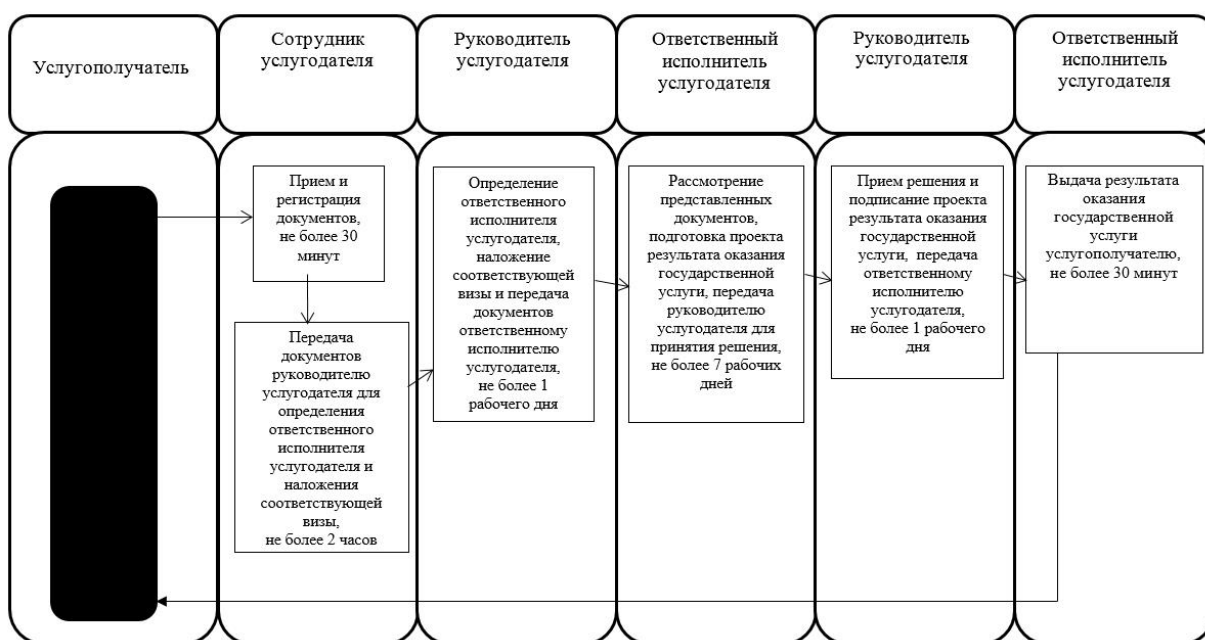 Услугополучатель
Сотрудник
услугодателя
Руководитель
услугодателя
Ответственный
исполнитель
услугодателя
Руководитель
услугодателя
Ответственный
исполнитель
услугодателя
Прием и
регистрация
документов,
не более 30
минут
Передача
документов
руководителю
услугодателя для
определения
ответственного
исполнителя
услугодателя и
наложения
соответствующей
визы,
не более 2 часов
Определение
ответственного
исполнителя
услугодателя,
наложение
соответствующей
визы и передача
документов
ответственному
исполнителю
услугодателя,
не более 1
рабочего дня
Рассмотрение
представленных
документов,
подготовка проекта
результата оказания
государственной
услуги, передача
руководителю
услугодателя для
принятия решения,
не более 7 рабочих
дней
Прием решения и
подписание проекта
результата оказания
государственной
услуги, передача
ответственному
исполнителю
услугодателя,
не более 1 рабочего
дня
Выдача результата
оказания
государственной
услуги
услугополучателю,
не более 30 минут